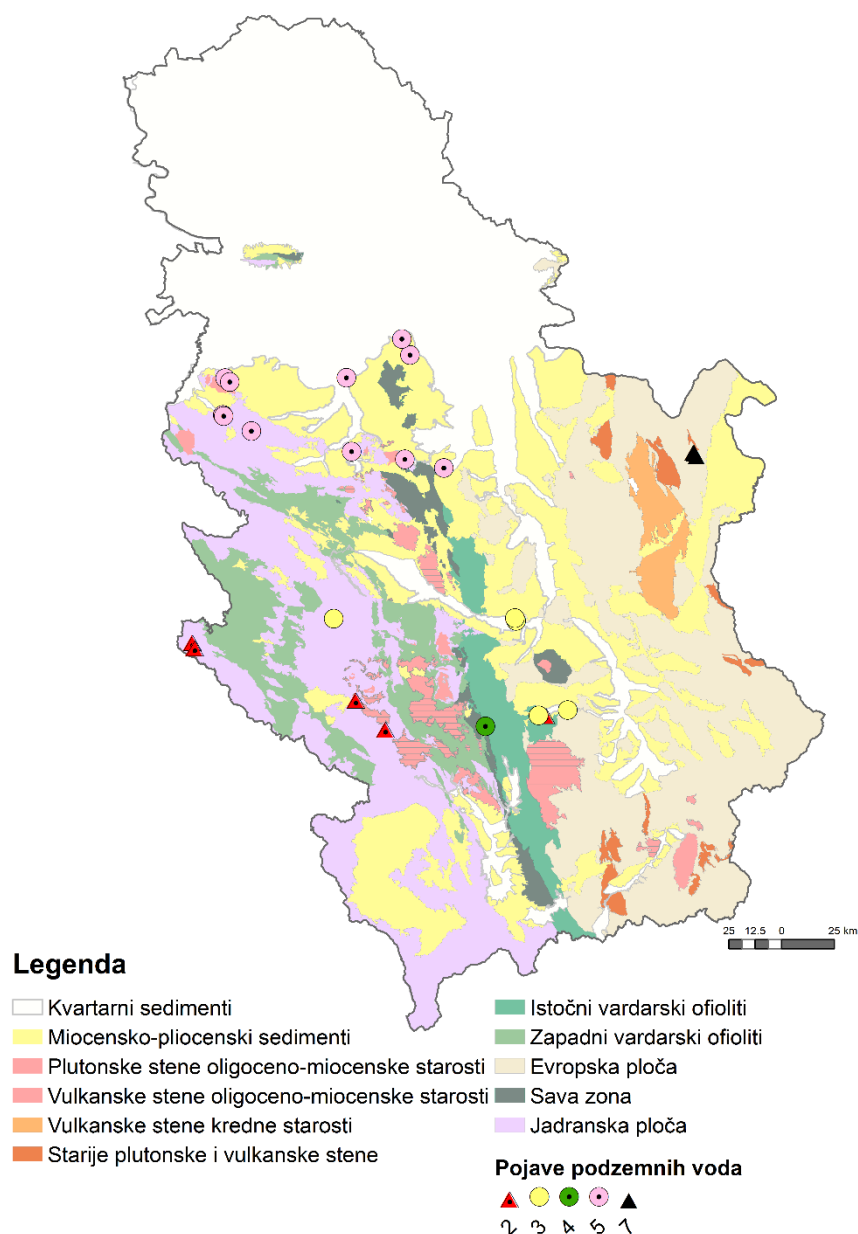 25 12.5 0 25 km
Legenda
Kvartarni sedimenti
Miocensko-pliocenski sedimenti
Plutonske stene oligoceno-miocenske starosti
Vulkanske stene oligoceno-miocenske starosti
Vulkanske stene kredne starosti
Starije plutonske i vulkanske stene
Istočni vardarski ofioliti
Zapadni vardarski ofioliti
Evropska ploča
Sava zona
Jadranska ploča
Pojave podzemnih voda
2 3 4 5 7